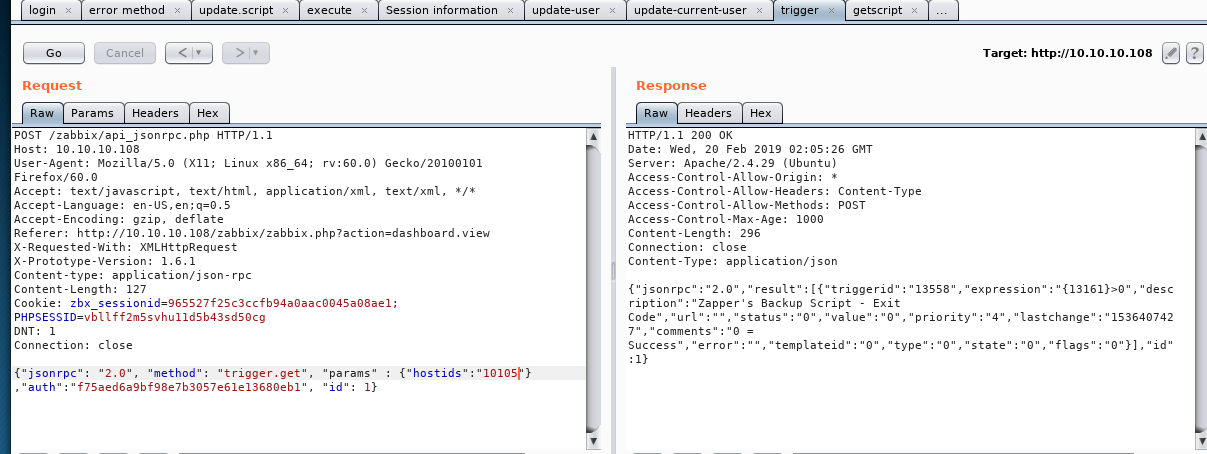 login × error method × update.script × execute × Session information × update-user × update-current-user × trigger × getscript × ...
Go Cancel < ▼ > ▼ Target: http://10.10.10.108 ?
Request
Raw Params Headers Hex
POST /zabbix/api_jsonrpc.php HTTP/1.1
Host: 10.10.10.108
User-Agent: Mozilla/5.0 (X11; Linux x86_64; rv:60.0) Gecko/20100101
Firefox/60.0
Accept: text/javascript, text/html, application/xml, text/xml, */*
Accept-Language: en-US,en;q=0.5
Accept-Encoding: gzip, deflate
Referer: http://10.10.10.108/zabbix/zabbix.php?action=dashboard.view
X-Requested-With: XMLHttpRequest
X-Prototype-Version: 1.6.1
Content-type: application/json-rpc
Content-Length: 127
Cookie: zbx_sessionid=965527f25c3ccfb94a0aac0045a08ae1;
PHPSESSID=vbllff2m5svhu11d5b43sd50cg
DNT: 1
Connection: close
{"jsonrpc": "2.0", "method": "trigger.get", "params" : {"hostids":"10105"}
,"auth":"f75aed6a9bf98e7b3057e61e13680eb1", "id": 1}
Response
Raw Headers Hex
HTTP/1.1 200 OK
Date: Wed, 20 Feb 2019 02:05:26 GMT
Server: Apache/2.4.29 (Ubuntu)
Access-Control-Allow-Origin: *
Access-Control-Allow-Headers: Content-Type
Access-Control-Allow-Methods: POST
Access-Control-Max-Age: 1000
Content-Length: 296
Connection: close
Content-Type: application/json
{"jsonrpc":"2.0","result":[{"triggerid":"13558","expression":"{13161}>0","desc
ription":"Zapper's Backup Script - Exit
Code","url":"","status":"0","value":"0","priority":"4","lastchange":"153640742
7","comments":"0 =
Success","error":"","templateid":"0","type":"0","state":"0","flags":"0"}],"id"
:1}